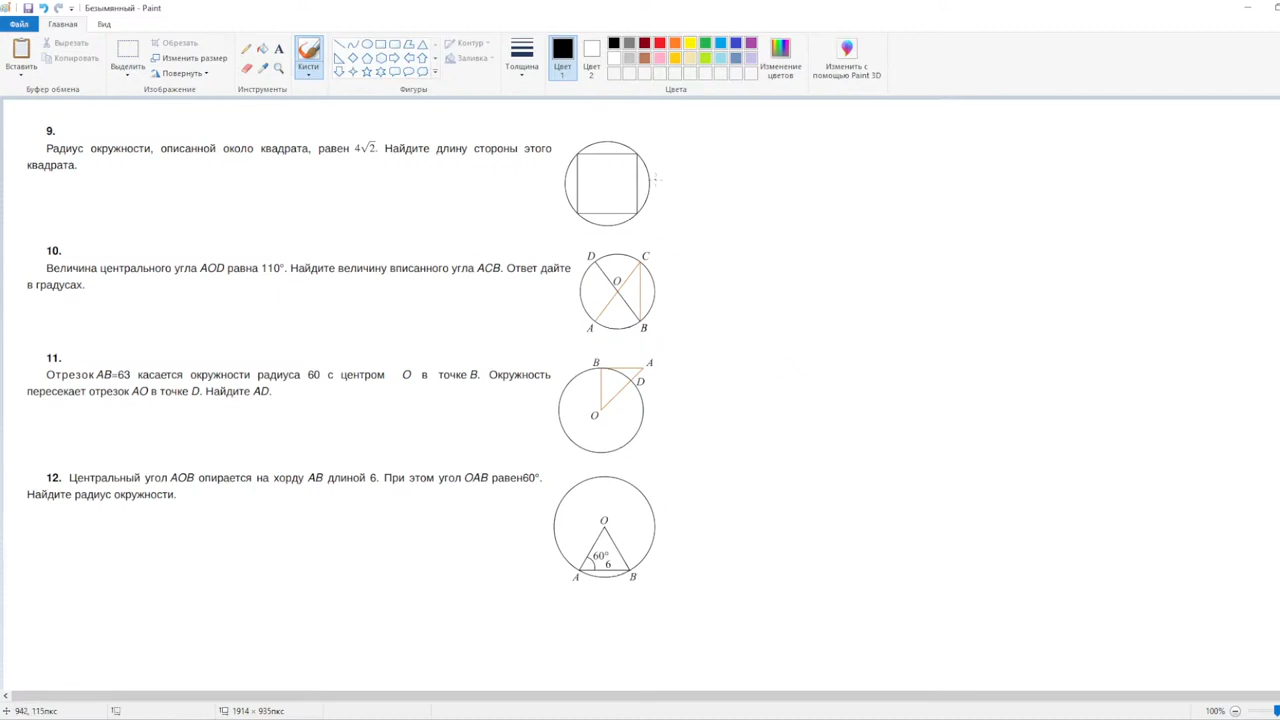 Безымянный - Paint
Файл
Главная
Вид
Вставить
Вырезать
Копировать
Буфер обмена
Выделить
Обрезать
Изменить размер
Повернуть
Изображение
Инструменты
Кисти
Контур
Заливка
Фигуры
Толщина
Цвет 1
Цвет 2
Изменение цветов
Цвета
Изменить с помощью Paint 3D
9.
Радиус окружности, описанной около квадрата, равен 4√2. Найдите длину стороны этого
квадрата.
10.
Величина центрального угла AOD равна 110°. Найдите величину вписанного угла ACB. Ответ дайте
в градусах.
D
C
O
A
B
11.
Отрезок AB=63 касается окружности радиуса 60 с центром O в точке B. Окружность
пересекает отрезок AO в точке D. Найдите AD.
B
A
D
O
12. Центральный угол AOB опирается на хорду AB длиной 6. При этом угол OAB равен60°.
Найдите радиус окружности.
O
60°
6
A
B
942, 115пкс
1914 × 935пкс
100%